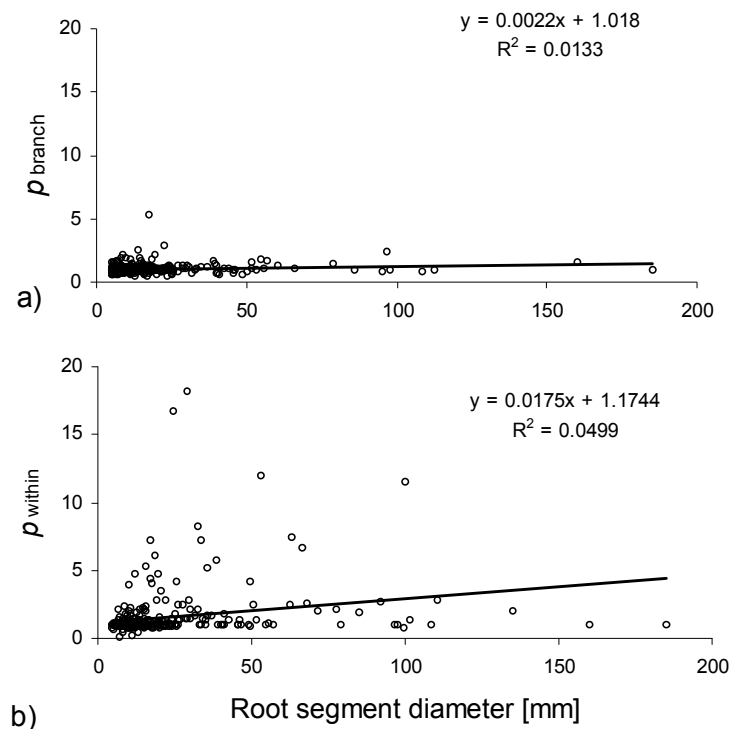 y = 0.0022x + 1.018
R² = 0.0133
20
15
10
5
0
p branch
a)
0 50 100 150 200
y = 0.0175x + 1.1744
R² = 0.0499
20
15
10
5
0
p within
0 50 100 150 200
b)
Root segment diameter [mm]